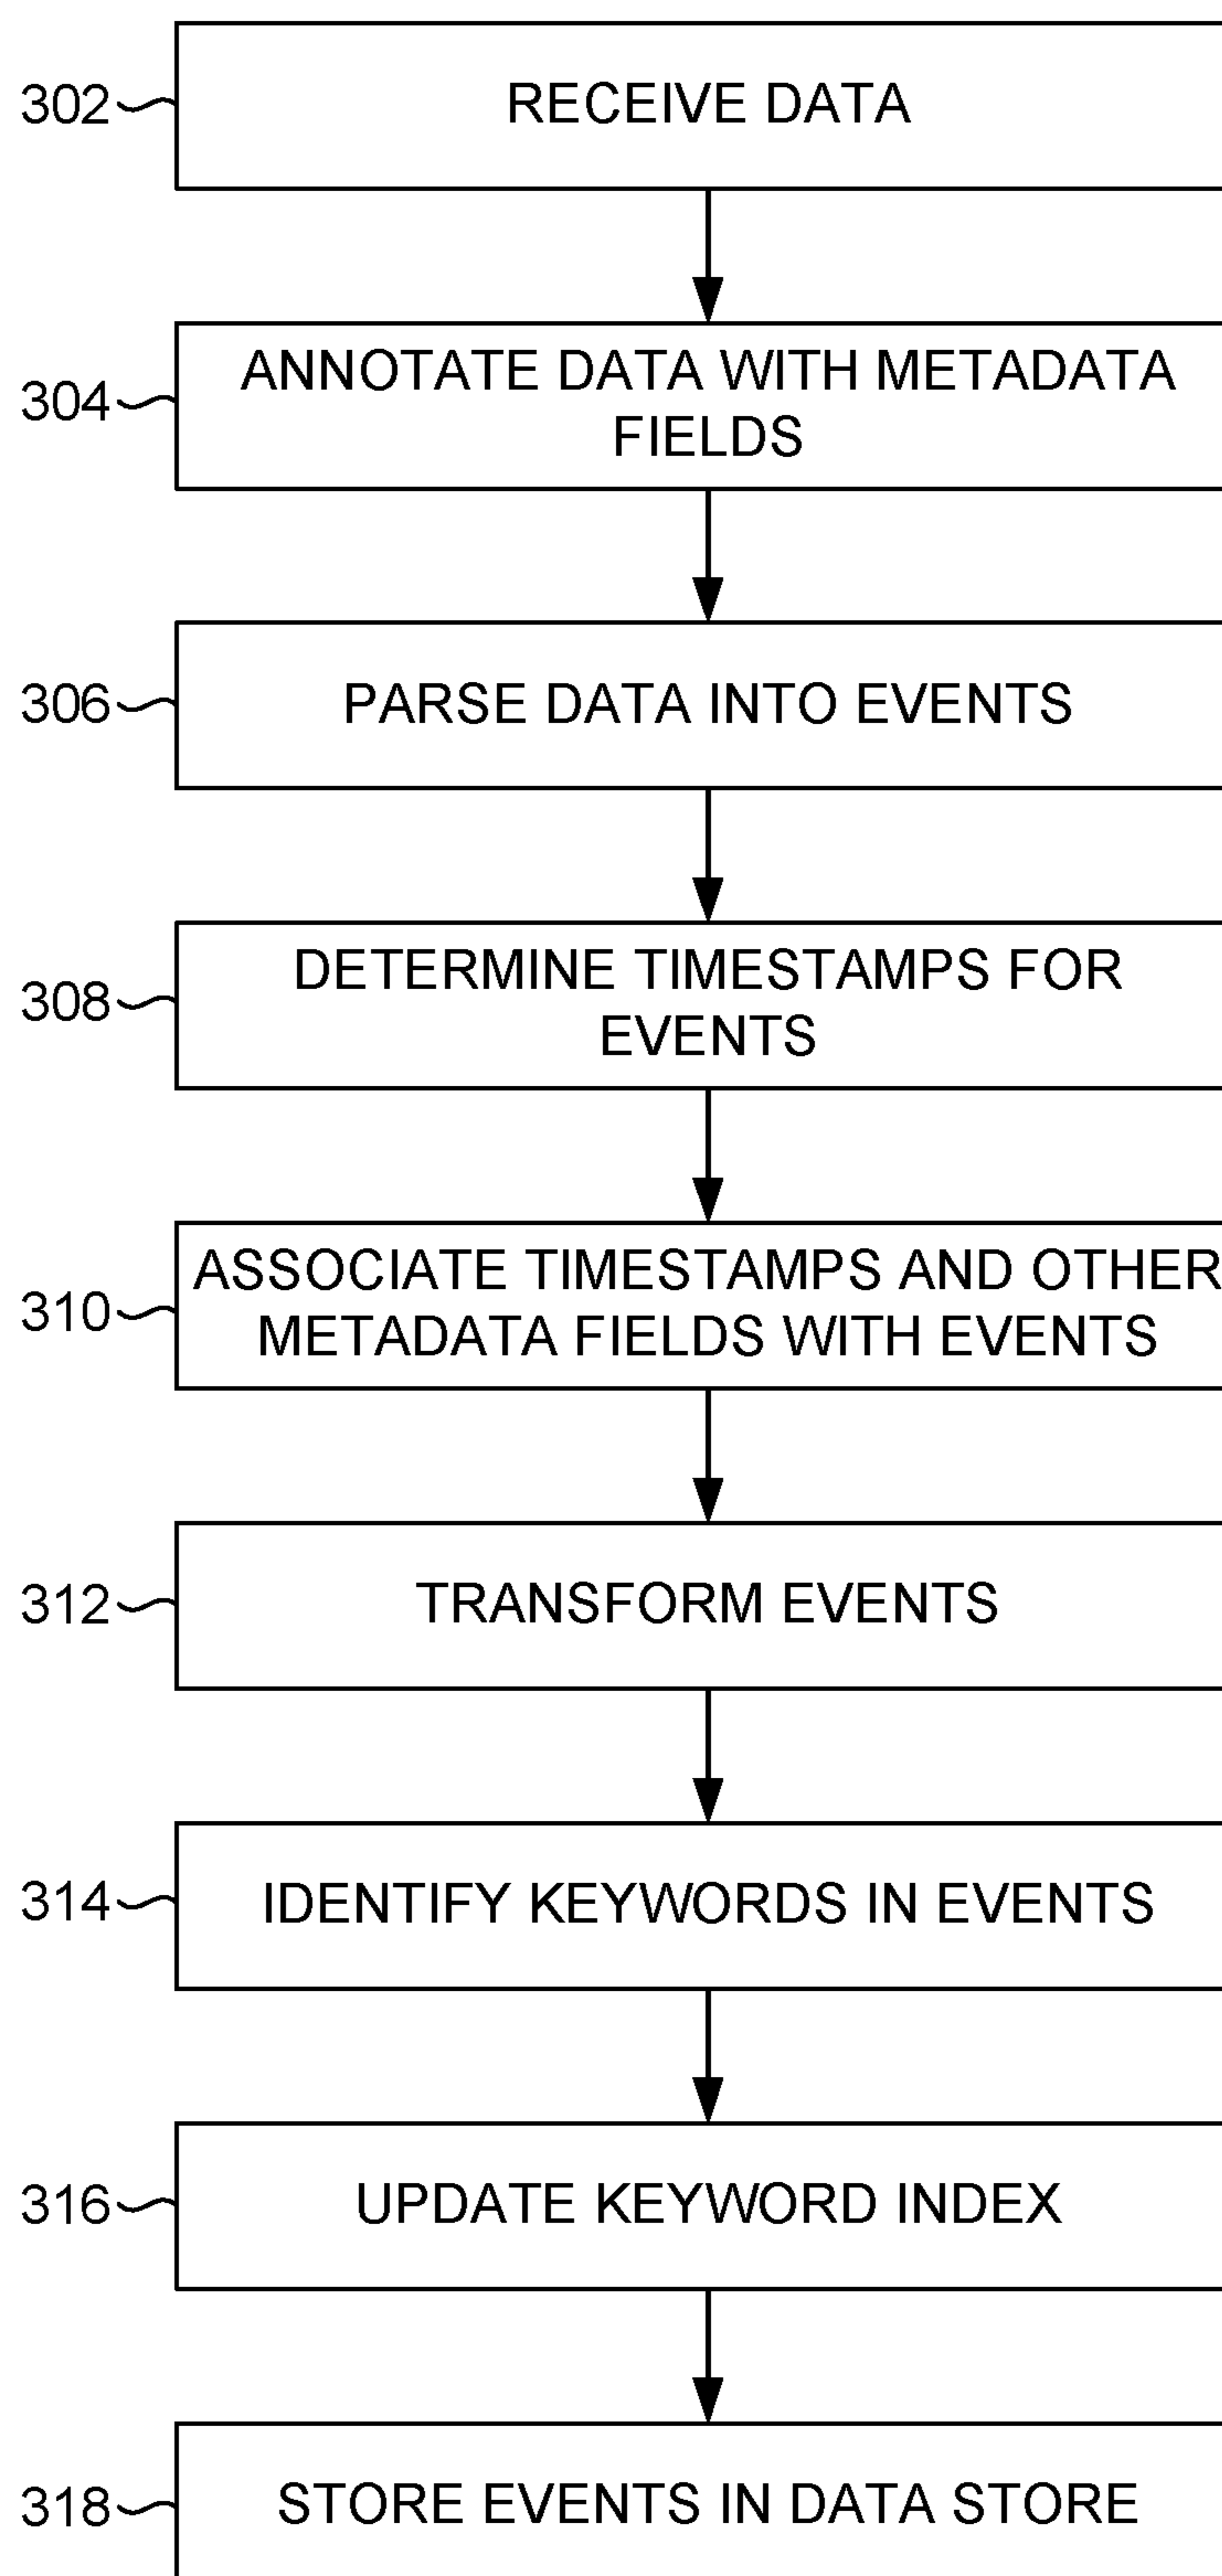 302 RECEIVE DATA
304 ANNOTATE DATA WITH METADATA
FIELDS
306 PARSE DATA INTO EVENTS
308 DETERMINE TIMESTAMPS FOR
EVENTS
310 ASSOCIATE TIMESTAMPS AND OTHER
METADATA FIELDS WITH EVENTS
312 TRANSFORM EVENTS
314 IDENTIFY KEYWORDS IN EVENTS
316 UPDATE KEYWORD INDEX
318 STORE EVENTS IN DATA STORE